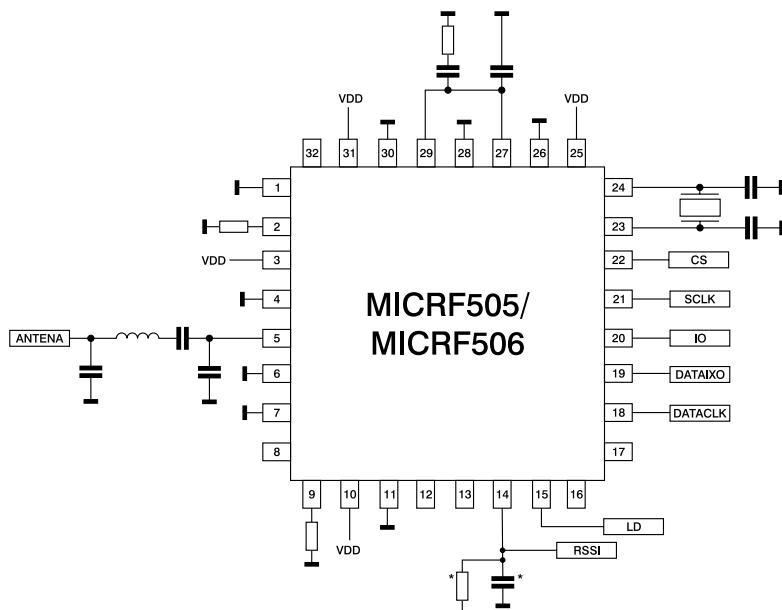 VDD
VDD
32
31
30
29
28
27
26
25
1
24
2
23
VDD
3
22
CS
4
MICRF505/
MICRF506
21
SCLK
ANTENA
5
20
IO
6
19
DATAIXO
7
18
DATACLK
8
17
9
10
11
12
13
14
15
16
LD
VDD
RSSI
*
*